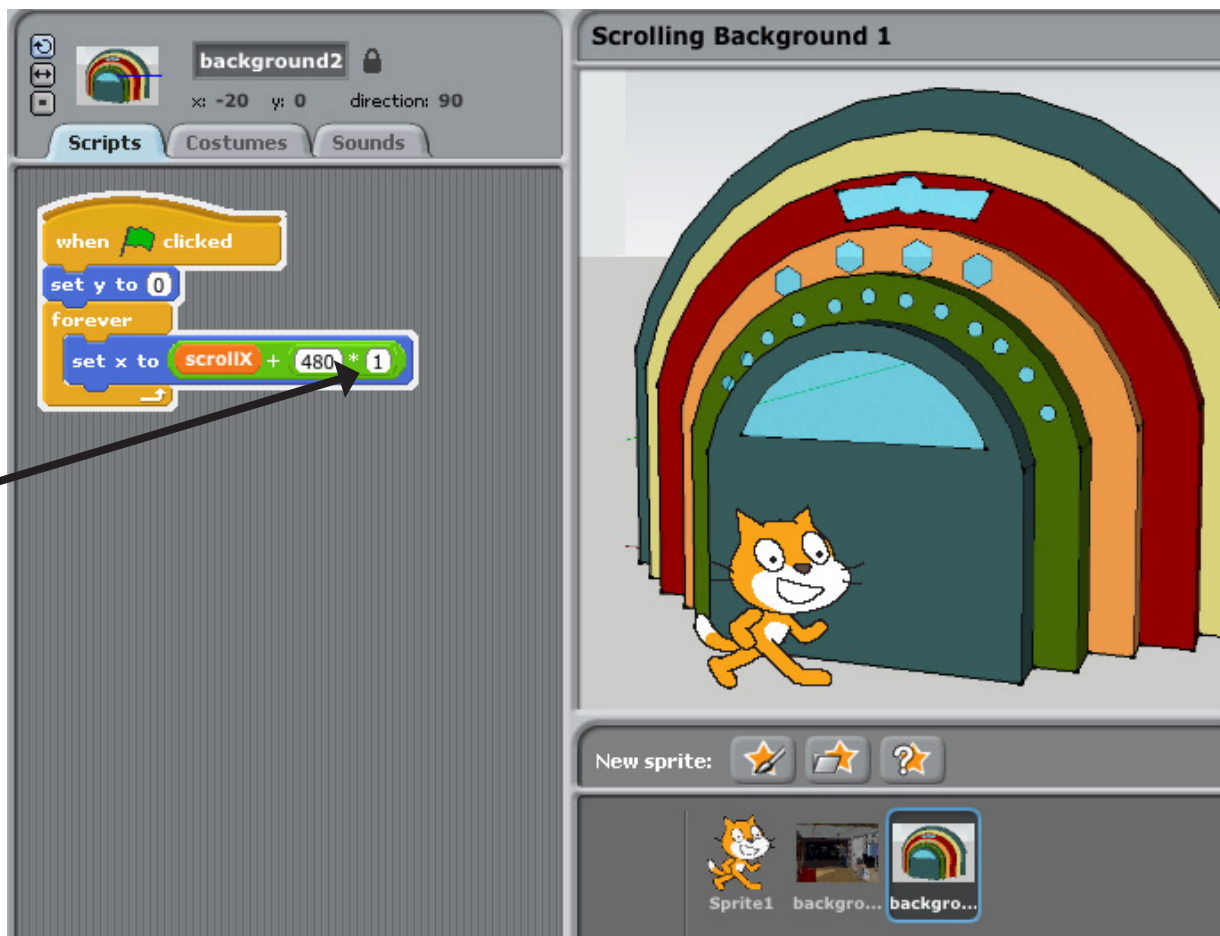 Scrolling Background 1
background2
x: -20 y: 0 direction: 90
Scripts Costumes Sounds
when clicked
set y to 0
forever
set x to scrollX + 480 * 1
New sprite:
Sprite1 backgro... backgro...